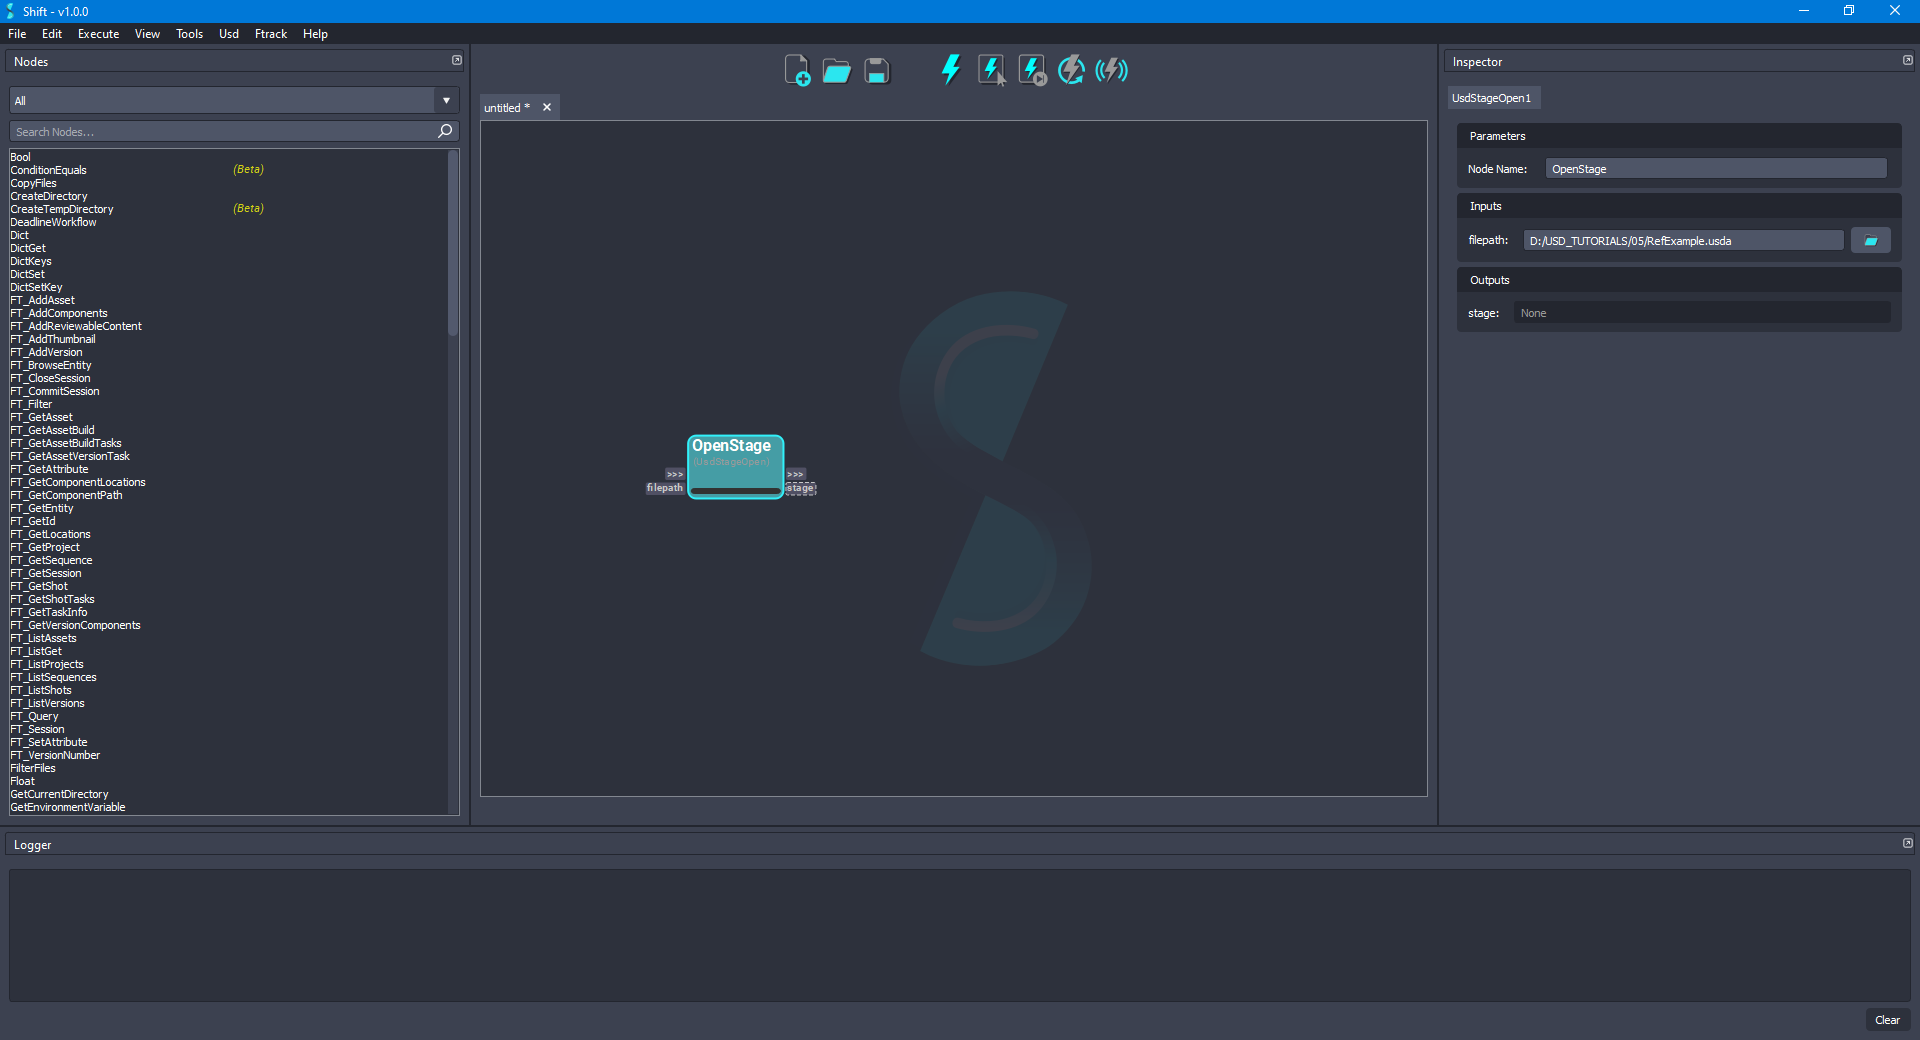 Shift - v1.0.0
File Edit Execute View Tools Usd Ftrack Help
Nodes
All
Search Nodes...
Bool
ConditionEquals (Beta)
CopyFiles
CreateDirectory
CreateTempDirectory (Beta)
DeadlineWorkflow
Dict
DictGet
DictKeys
DictSet
DictSetKey
FT_AddAsset
FT_AddComponents
FT_AddReviewableContent
FT_AddThumbnail
FT_AddVersion
FT_BrowseEntity
FT_CloseSession
FT_CommitSession
FT_Filter
FT_GetAsset
FT_GetAssetBuild
FT_GetAssetBuildTasks
FT_GetAssetVersionTask
FT_GetAttribute
FT_GetComponentLocations
FT_GetComponentPath
FT_GetEntity
FT_GetId
FT_GetLocations
FT_GetProject
FT_GetSequence
FT_GetSession
FT_GetShot
FT_GetShotTasks
FT_GetTaskInfo
FT_GetVersionComponents
FT_ListAssets
FT_ListGet
FT_ListProjects
FT_ListSequences
FT_ListShots
FT_ListVersions
FT_Query
FT_Session
FT_SetAttribute
FT_VersionNumber
FilterFiles
Float
GetCurrentDirectory
GetEnvironmentVariable
untitled *
OpenStage
(UsdStageOpen)
>>> >>>
filepath stage
Inspector
UsdStageOpen1
Parameters
Node Name: OpenStage
Inputs
filepath: D:/USD_TUTORIALS/05/RefExample.usda
Outputs
stage: None
Logger
Clear